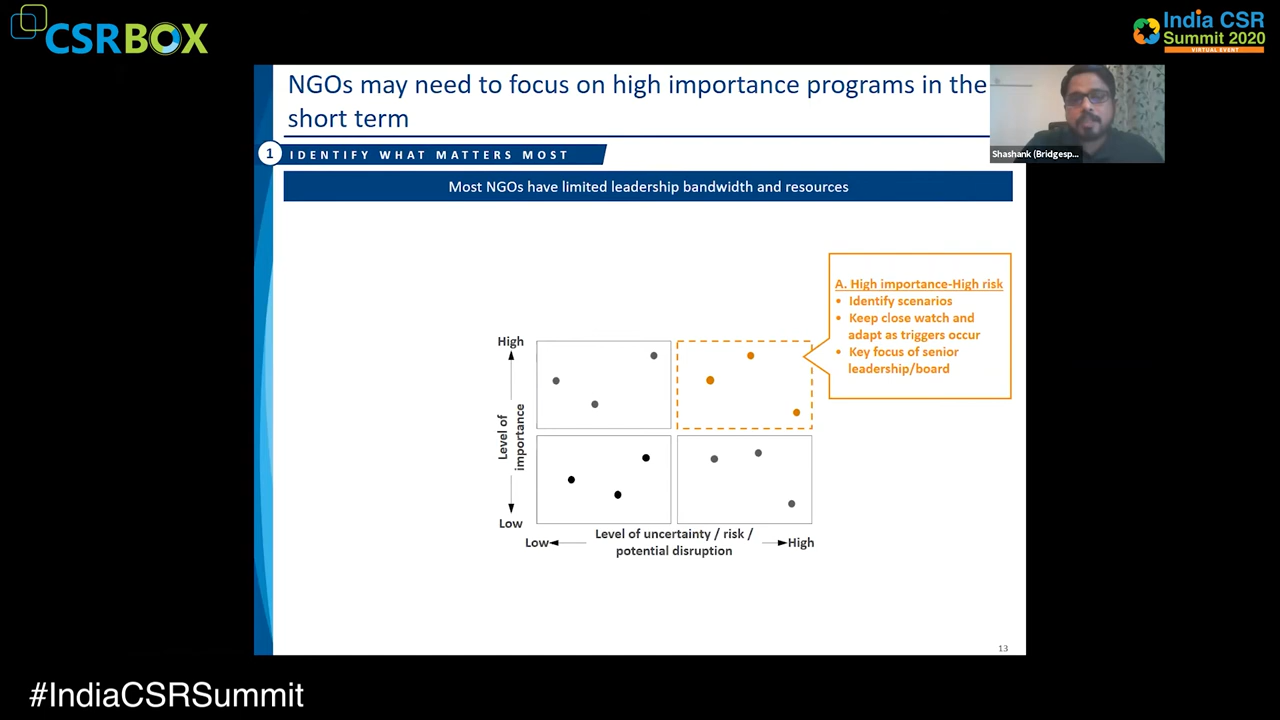 CSRBOX
India CSR
Summit 2020
VIRTUAL EVENT
NGOs may need to focus on high importance programs in the
short term
Shashank (Bridgesp...
1 IDENTIFY WHAT MATTERS MOST
Most NGOs have limited leadership bandwidth and resources
A. High importance-High risk
• Identify scenarios
• Keep close watch and
adapt as triggers occur
• Key focus of senior
leadership/board
High
Level of
importance
Low
Low
Level of uncertainty / risk /
potential disruption
High
13
#IndiaCSRSummit